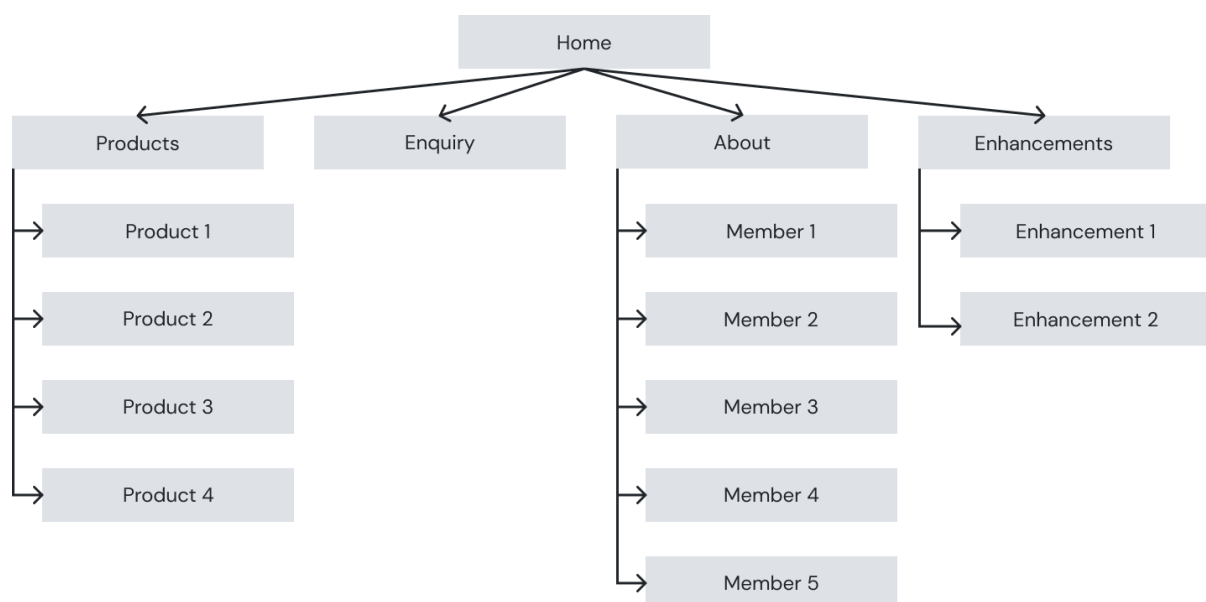 Home
Products
Enquiry
About
Enhancements
Product 1
Member 1
Enhancement 1
Product 2
Member 2
Enhancement 2
Product 3
Member 3
Product 4
Member 4
Member 5